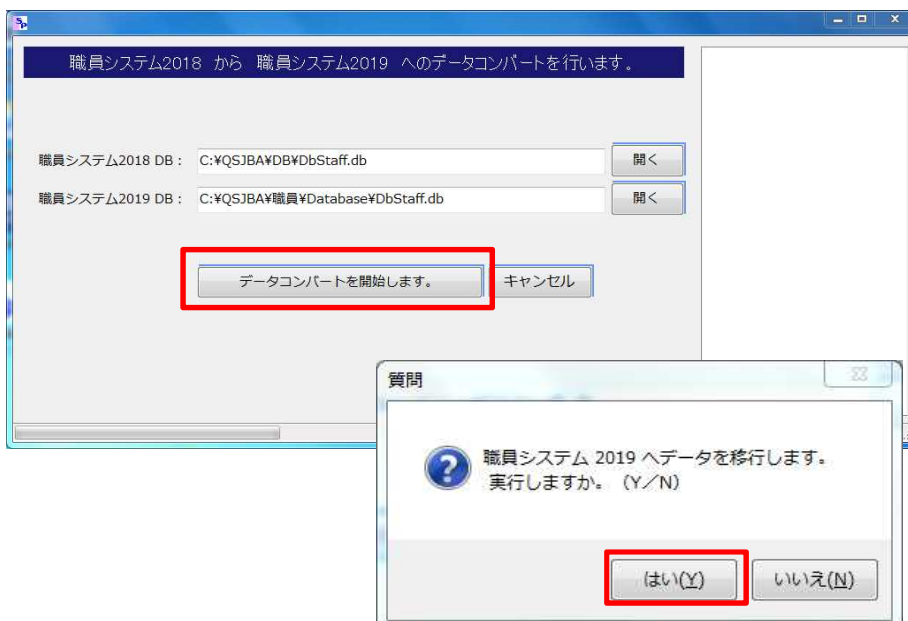 職員システム2018 から 職員システム2019 へのデータコンバートを行います。
職員システム2018 DB： C:¥QSJBA¥DB¥DbStaff.db 開く
職員システム2019 DB： C:¥QSJBA¥職員¥Database¥DbStaff.db 開く
データコンバートを開始します。 キャンセル
質問
職員システム 2019 へデータを移行します。
実行しますか。（Y／N）
はい(Y) いいえ(N)